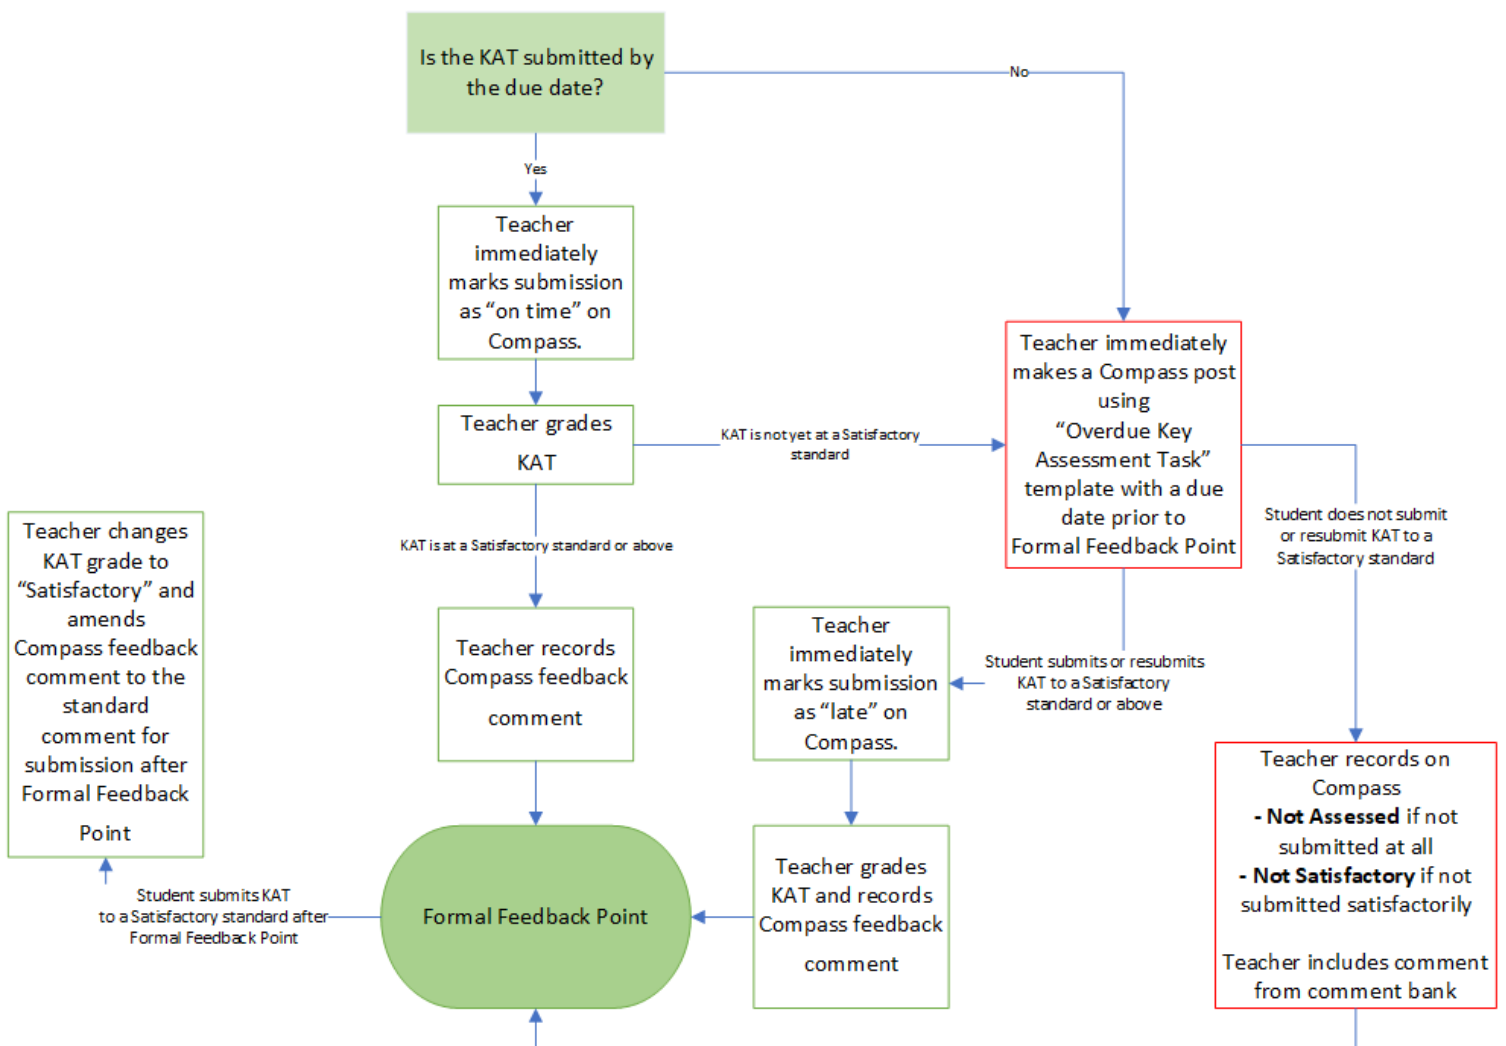 Is the KAT submitted by
the due date?
No
Yes
Teacher
immediately
marks submission
as “on time” on
Compass.
Teacher immediately
makes a Compass post
using
“Overdue Key
Assessment Task”
template with a due
date prior to
Formal Feedback Point
Teacher grades
KAT
KAT is not yet at a Satisfactory
standard
Student does not submit
or resubmit KAT to a
Satisfactory standard
KAT is at a Satisfactory standard or above
Teacher changes
KAT grade to
“Satisfactory” and
amends
Compass feedback
comment to the
standard
comment for
submission after
Formal Feedback
Point
Teacher records
Compass feedback
comment
Teacher
immediately
marks submission
as “late” on
Compass.
Student submits or resubmits
KAT to a Satisfactory
standard or above
Teacher records on
Compass
- Not Assessed if not
submitted at all
- Not Satisfactory if not
submitted satisfactorily
Teacher includes comment
from comment bank
Student submits KAT
to a Satisfactory standard after
Formal Feedback Point
Formal Feedback Point
Teacher grades
KAT and records
Compass feedback
comment